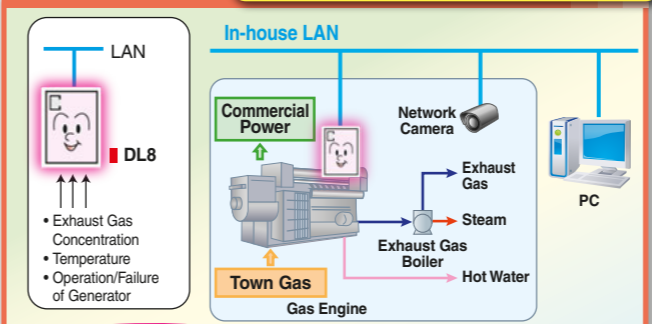 LAN
C
DL8
• Exhaust Gas
Concentration
• Temperature
• Operation/Failure
of Generator
In-house LAN
Commercial
Power
C
Network
Camera
PC
Exhaust
Gas
Steam
Exhaust Gas
Boiler
Hot Water
Town Gas
Gas Engine